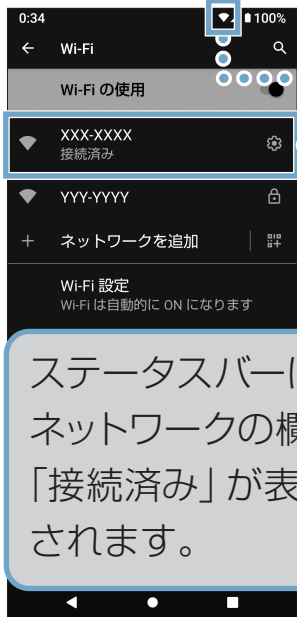 0:34
100%
Wi-Fi
Wi-Fi の使用
XXX-XXXX
接続済み
YYY-YYYY
ネットワークを追加
Wi-Fi 設定
Wi-Fi は自動的に ON になります
ステータスバー
ネットワークの
「接続済み」が表
されます。